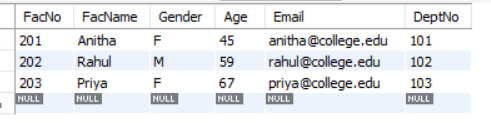 FacNo FacName Gender Age Email DeptNo
201 Anitha F 45 anitha@college.edu 101
202 Rahul M 59 rahul@college.edu 102
203 Priya F 67 priya@college.edu 103
NULL NULL NULL NULL NULL NULL